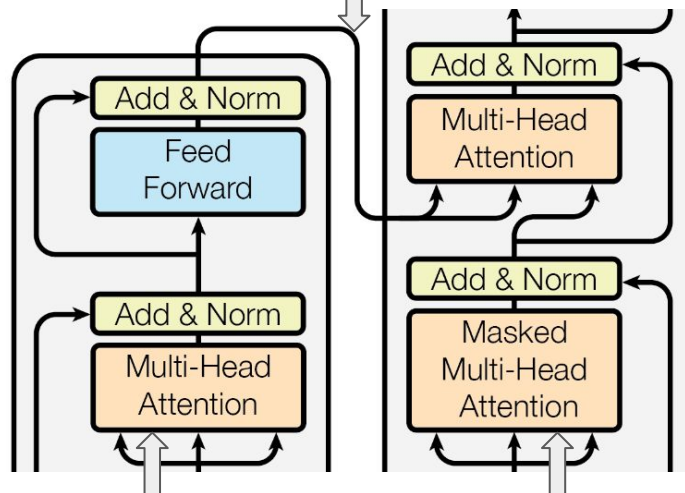 Add & Norm
Feed
Forward
Add & Norm
Multi-Head
Attention
Add & Norm
Multi-Head
Attention
Add & Norm
Masked
Multi-Head
Attention